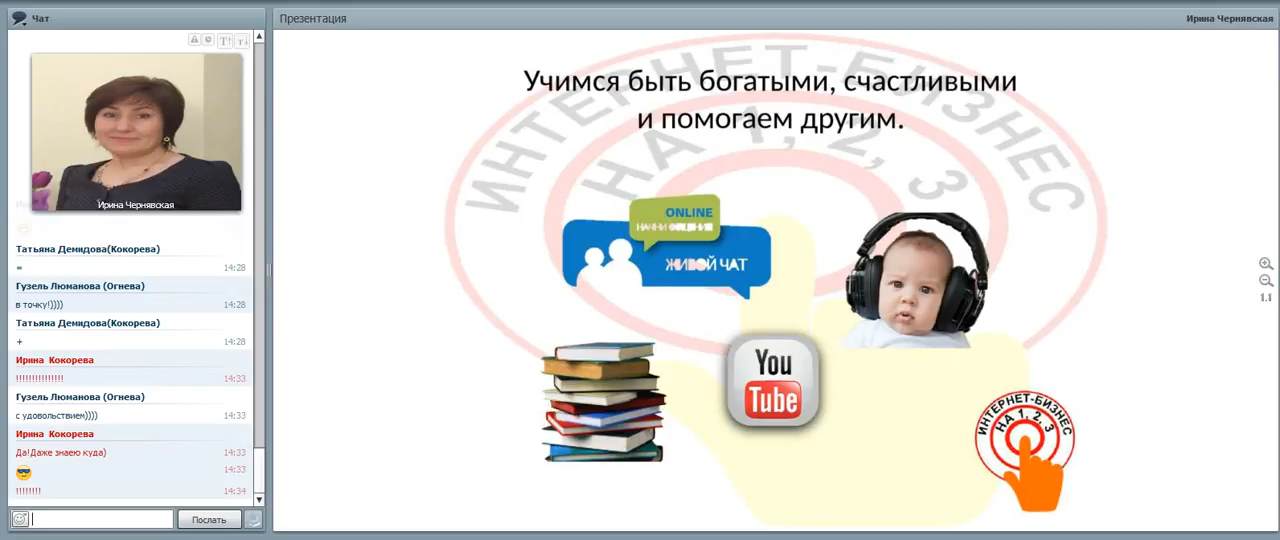 Чат
Ирина Чернявская
Татьяна Демидова(Кокорева)
=
14:28
Гузель Люманова (Огнева)
в точку!))))
14:28
Татьяна Демидова(Кокорева)
+
14:28
Ирина Кокорева
!!!!!!!!!!!!!!!
14:33
Гузель Люманова (Огнева)
с удовольствием))))
14:33
Ирина Кокорева
Да!Даже знаею куда)
14:33
14:33
!!!!!!!!
14:34
Послать
Презентация
Ирина Чернявская
Учимся быть богатыми, счастливыми
и помогаем другим.
ИНТЕРНЕТ-БИЗНЕС
НА 1, 2, 3
ONLINE
НАЧНИ
ЖИВОЙ ЧАТ
You
Tube
ИНТЕРНЕТ-БИЗНЕС
НА 1, 2, 3
1.1